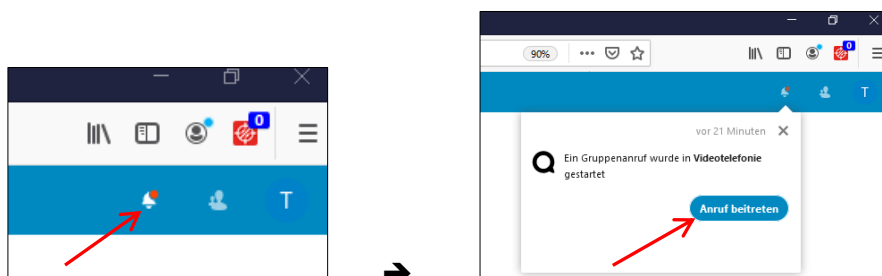 0
T
➔
90%
0
T
vor 21 Minuten
Ein Gruppenanruf wurde in Videotelefonie
gestartet
Anruf beitreten